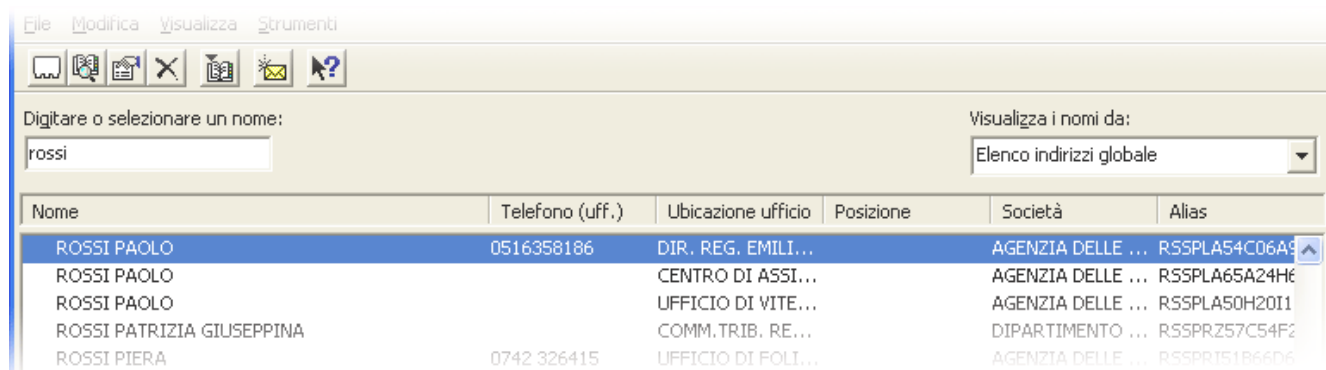 File Modifica Visualizza Strumenti
Digitare o selezionare un nome: Visualizza i nomi da:
rossi Elenco indirizzi globale
Nome Telefono (uff.) Ubicazione ufficio Posizione Società Alias
ROSSI PAOLO 0516358186 DIR. REG. EMILI... AGENZIA DELLE ... RSSPLA54C06A9
ROSSI PAOLO CENTRO DI ASSI... AGENZIA DELLE ... RSSPLA65A24H6
ROSSI PAOLO UFFICIO DI VITE... AGENZIA DELLE ... RSSPLA50H20I1
ROSSI PATRIZIA GIUSEPPINA COMM.TRIB. RE... DIPARTIMENTO ... RSSPRZ57C54F2
ROSSI PIERA 0742 326415 UFFICIO DI FOLI... AGENZIA DELLE ... RSSPRI51B66D6